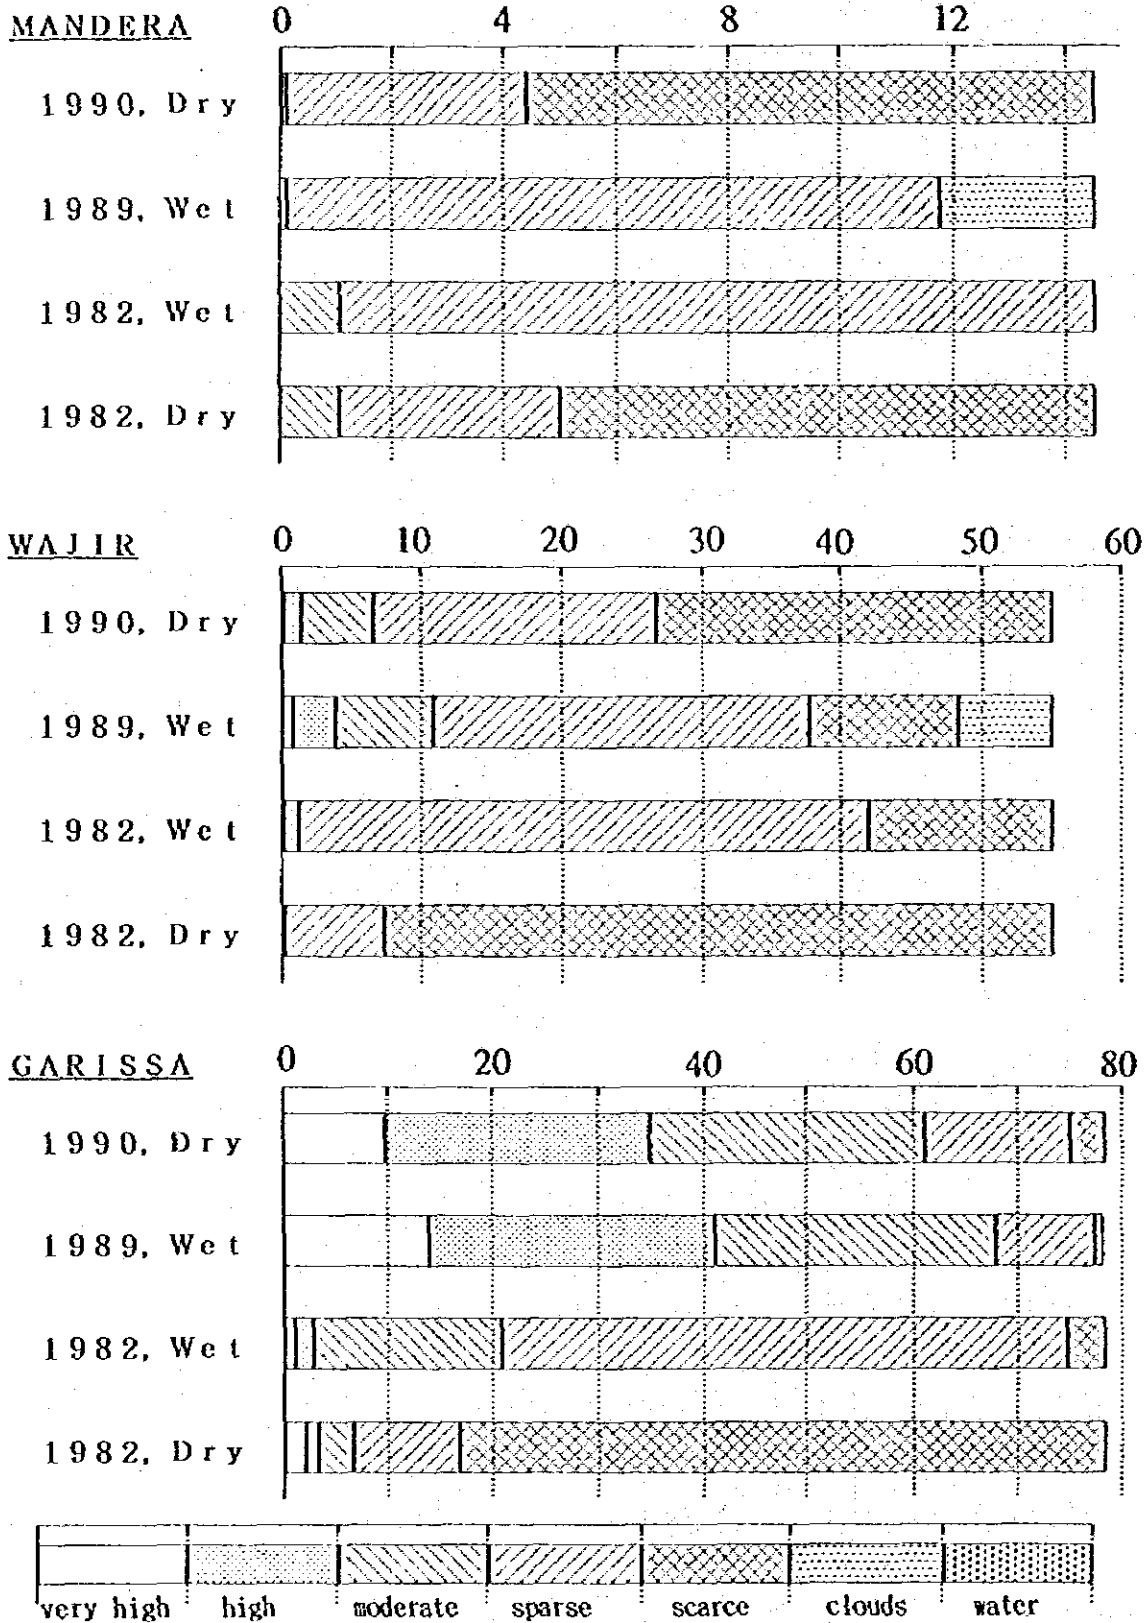 MANDERA 0 4 8 12
1990, Dry
1989, Wet
1982, Wet
1982, Dry
WAJIR 0 10 20 30 40 50 60
1990, Dry
1989, Wet
1982, Wet
1982, Dry
GARISSA 0 20 40 60 80
1990, Dry
1989, Wet
1982, Wet
1982, Dry
very high high moderate sparse scarce clouds water